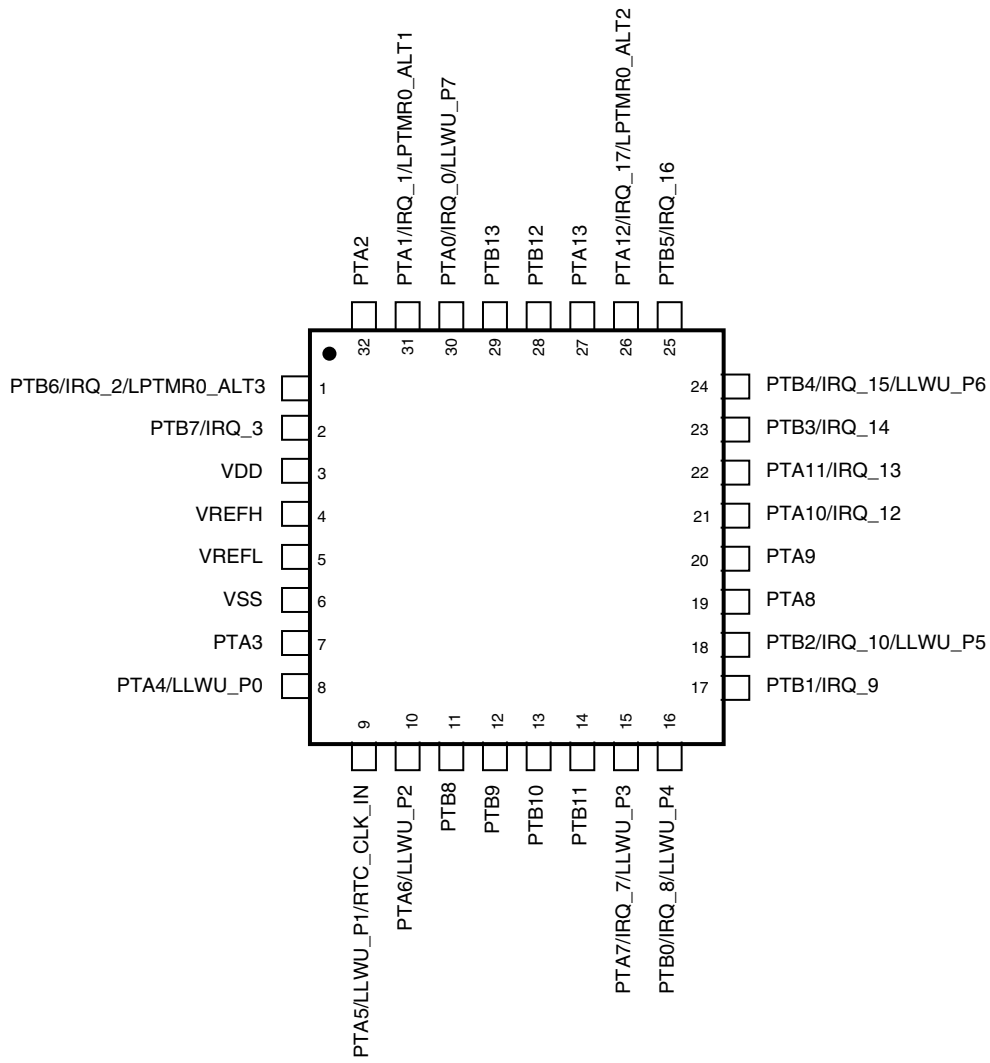 PTA2
PTA1/IRQ_1/LPTMR0_ALT1
PTA0/IRQ_0/LLWU_P7
PTB13
PTB12
PTA13
PTA12/IRQ_17/LPTMR0_ALT2
PTB5/IRQ_16
32
31
30
29
28
27
26
25
PTB6/IRQ_2/LPTMR0_ALT3
1
PTB7/IRQ_3
2
VDD
3
VREFH
4
VREFL
5
VSS
6
PTA3
7
PTA4/LLWU_P0
8
24
PTB4/IRQ_15/LLWU_P6
23
PTB3/IRQ_14
22
PTA11/IRQ_13
21
PTA10/IRQ_12
20
PTA9
19
PTA8
18
PTB2/IRQ_10/LLWU_P5
17
PTB1/IRQ_9
9
10
11
12
13
14
15
16
PTA5/LLWU_P1/RTC_CLK_IN
PTA6/LLWU_P2
PTB8
PTB9
PTB10
PTB11
PTA7/IRQ_7/LLWU_P3
PTB0/IRQ_8/LLWU_P4